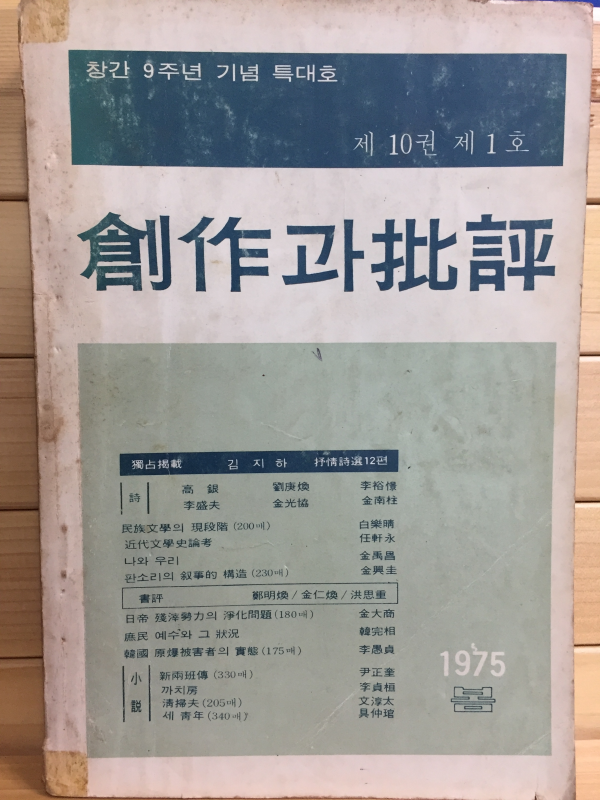 창간 9주년 기념 특대호
제 10권 제 1호
創作과批評
獨占揭載 김지하 抒情詩選12편
詩 高銀 劉庚煥 李裕憬
李盛夫 金光協 金南柱
民族文學의 現段階 (200매) 白樂晴
近代文學史論考 任軒永
나와 우리 金禹昌
판소리의 敍事的 構造 (230매) 金興圭
書評 鄭明煥/金仁煥/洪思重
日帝 殘滓勢力의 淨化問題 (180매) 金大商
庶民 예수와 그 狀況 韓完相
韓國 原爆被害者의 實態 (175매) 李愚貞
小說 新兩班傳 (330매) 尹正奎
까치房 李貞桓
淸掃夫 (205매) 文淳太
세 靑年 (340매) 具仲琯
1975
봄